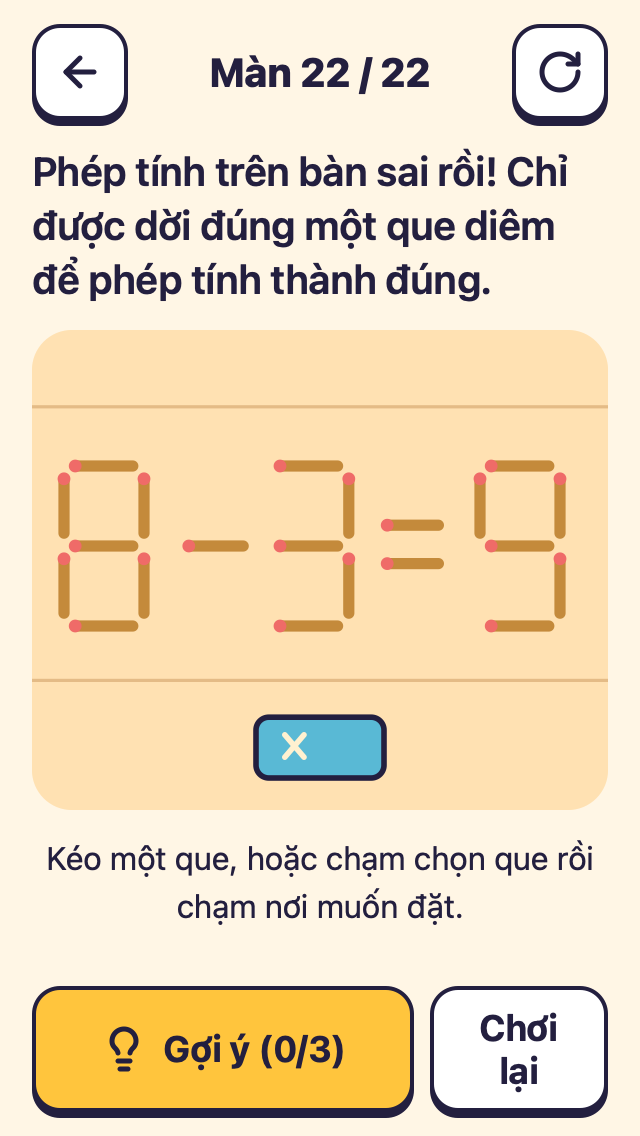 Màn 22 / 22
Phép tính trên bàn sai rồi! Chỉ
được dời đúng một que diêm
để phép tính thành đúng.
8 - 3 = 9
Kéo một que, hoặc chạm chọn que rồi
chạm nơi muốn đặt.
Gợi ý (0/3)
Chơi
lại